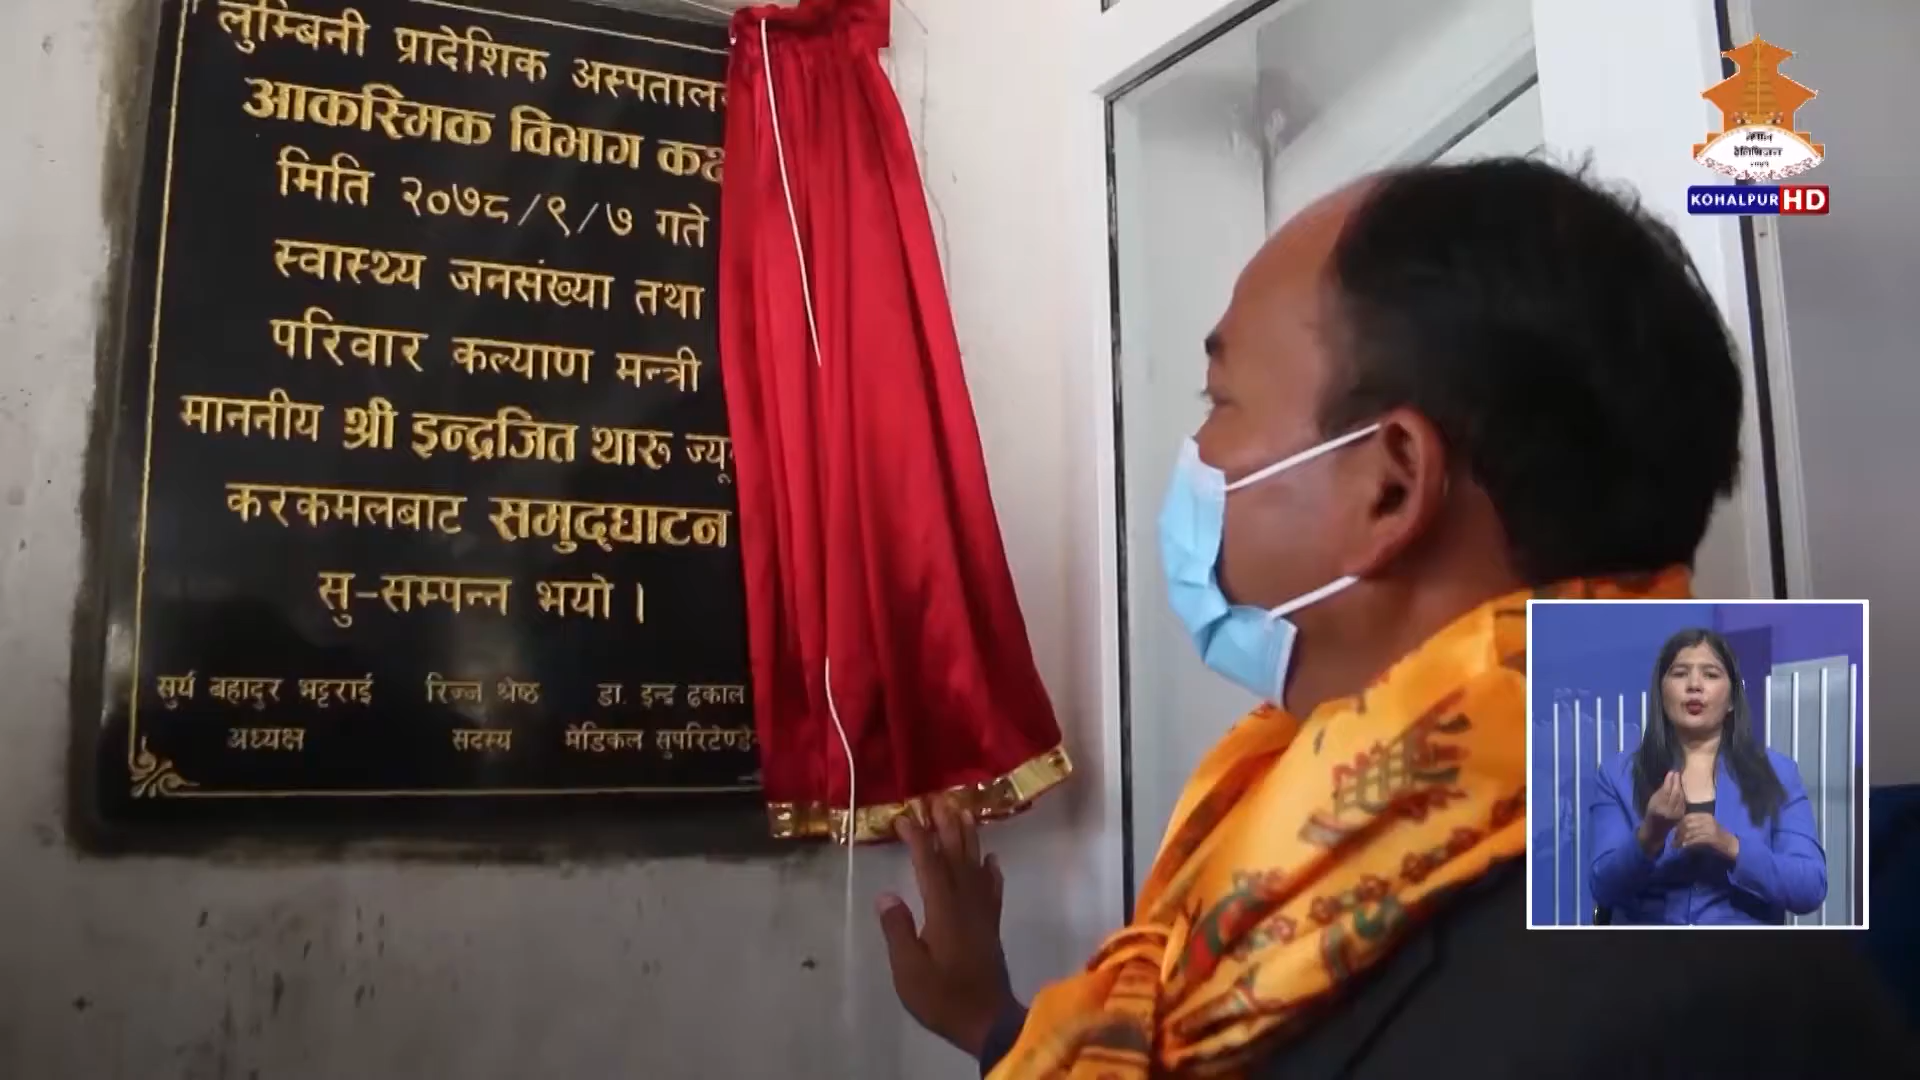 लुम्बिनी प्रादेशिक अस्पताल
आकस्मिक विभाग
मिति २०७८/९/७ गते
स्वास्थ्य जनसंख्या तथा
परिवार कल्याण मन्त्री
माननीय श्री इन्द्रजित थारु ज्यू
करकमलबाट समुद्घाटन
सु-सम्पन्न भयो ।
सुर्य बहादुर भट्टराई रिज्न श्रेष्ठ डा. इन्द्र ढकाल
अध्यक्ष सदस्य मेडिकल
नेपाल
टेलिभिजन
KOHALPUR HD